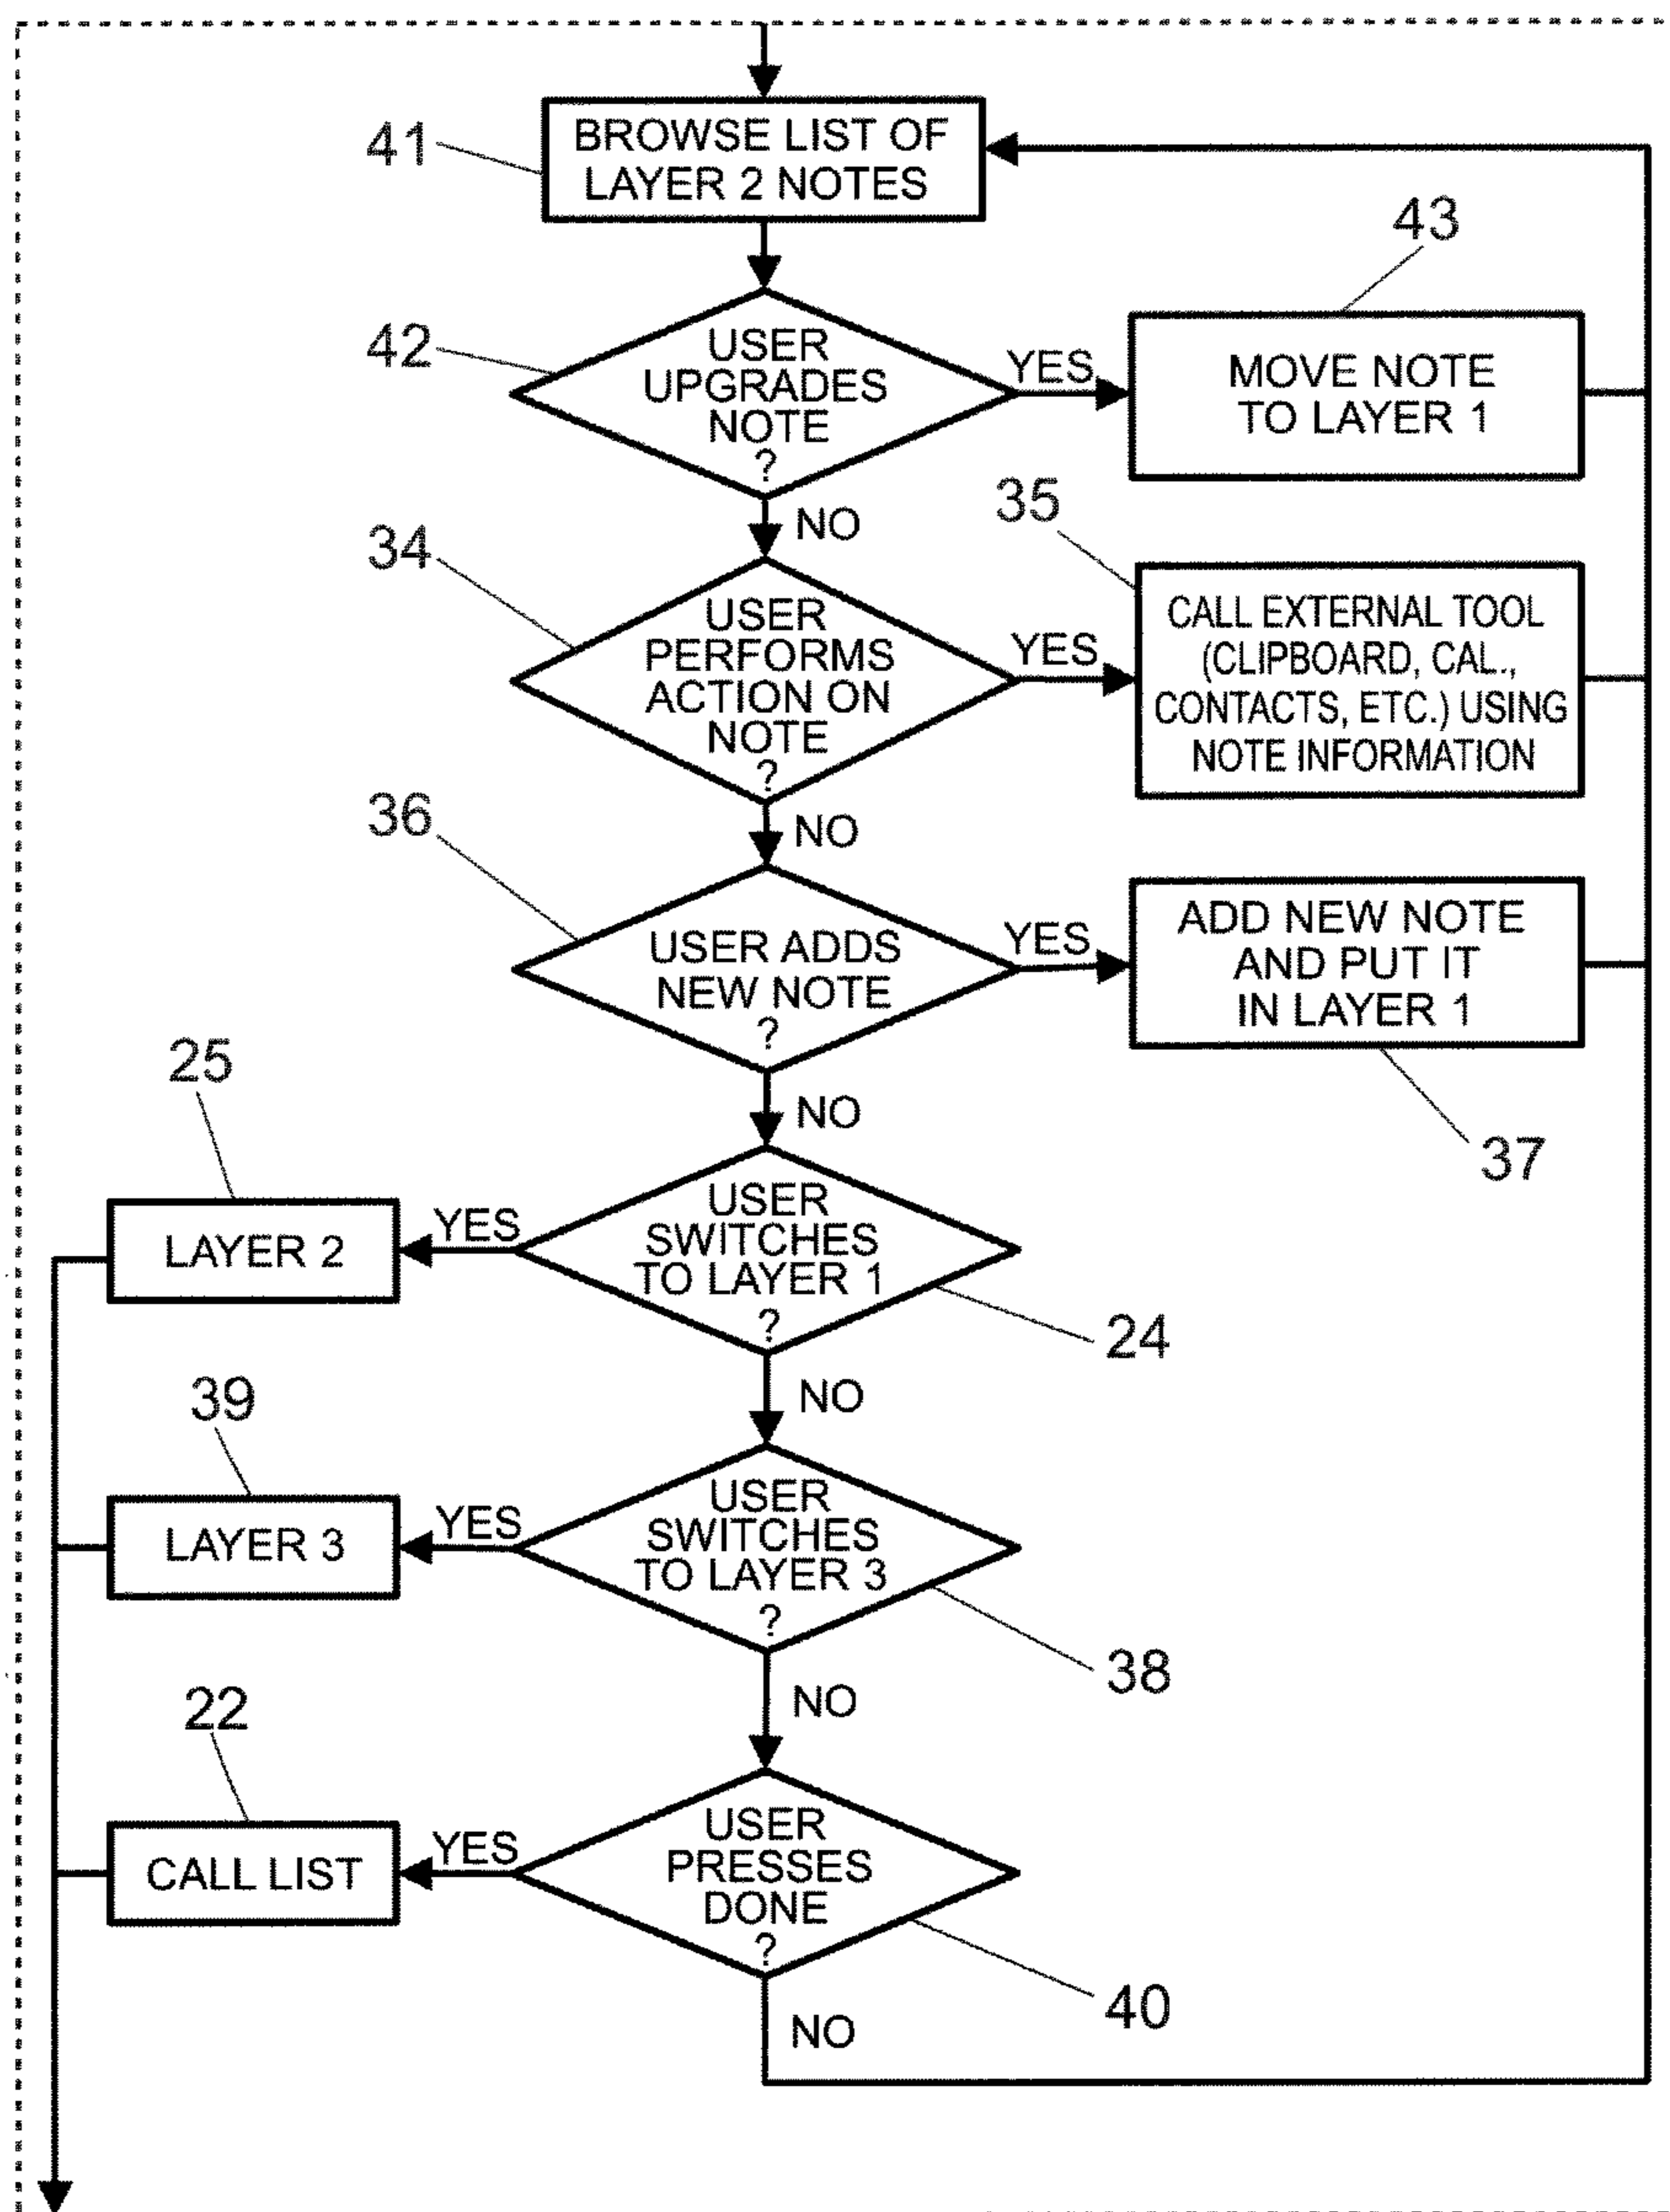 41
BROWSE LIST OF
LAYER 2 NOTES
43
42
USER
UPGRADES
NOTE
?
YES
MOVE NOTE
TO LAYER 1
NO
35
34
USER
PERFORMS
ACTION ON
NOTE
?
YES
CALL EXTERNAL TOOL
(CLIPBOARD, CAL.,
CONTACTS, ETC.) USING
NOTE INFORMATION
NO
36
USER ADDS
NEW NOTE
?
YES
ADD NEW NOTE
AND PUT IT
IN LAYER 1
37
NO
25
LAYER 2
YES
USER
SWITCHES
TO LAYER 1
?
24
NO
39
LAYER 3
YES
USER
SWITCHES
TO LAYER 3
?
38
NO
22
CALL LIST
YES
USER
PRESSES
DONE
?
40
NO